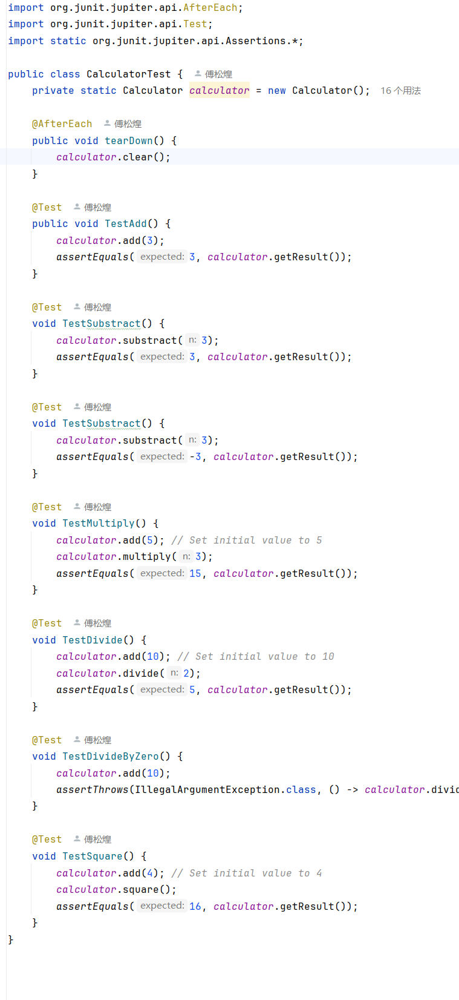 import org.junit.jupiter.api.AfterEach;
import org.junit.jupiter.api.Test;
import static org.junit.jupiter.api.Assertions.*;
public class CalculatorTest { 傅松煌
private static Calculator calculator = new Calculator(); 16 个用法
@AfterEach 傅松煌
public void tearDown() {
calculator.clear();
}
@Test 傅松煌
public void TestAdd() {
calculator.add(3);
assertEquals( expected: 3, calculator.getResult());
}
@Test 傅松煌
void TestSubstract() {
calculator.substract( n: 3);
assertEquals( expected: 3, calculator.getResult());
}
@Test 傅松煌
void TestSubstract() {
calculator.substract( n: 3);
assertEquals( expected: -3, calculator.getResult());
}
@Test 傅松煌
void TestMultiply() {
calculator.add(5); // Set initial value to 5
calculator.multiply( n: 3);
assertEquals( expected: 15, calculator.getResult());
}
@Test 傅松煌
void TestDivide() {
calculator.add(10); // Set initial value to 10
calculator.divide( n: 2);
assertEquals( expected: 5, calculator.getResult());
}
@Test 傅松煌
void TestDivideByZero() {
calculator.add(10);
assertThrows(IllegalArgumentException.class, () -> calculator.divid
}
@Test 傅松煌
void TestSquare() {
calculator.add(4); // Set initial value to 4
calculator.square();
assertEquals( expected: 16, calculator.getResult());
}
}